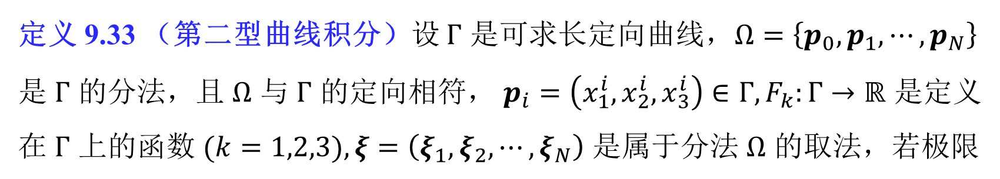 定义 9.33 （第二型曲线积分）设 Γ 是可求长定向曲线，Ω = {𝒑₀, 𝒑₁, ⋯ , 𝒑_N}
是 Γ 的分法，且 Ω 与 Γ 的定向相符， 𝒑ᵢ = (x₁ⁱ, x₂ⁱ, x₃ⁱ) ∈ Γ, Fₖ: Γ → ℝ 是定义
在 Γ 上的函数 (k = 1,2,3), 𝝃 = (𝝃₁, 𝝃₂, ⋯ , 𝝃_N) 是属于分法 Ω 的取法，若极限